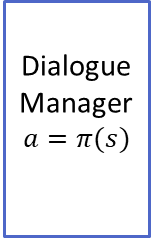 Dialogue
Manager
𝑎 = 𝜋(𝑠)